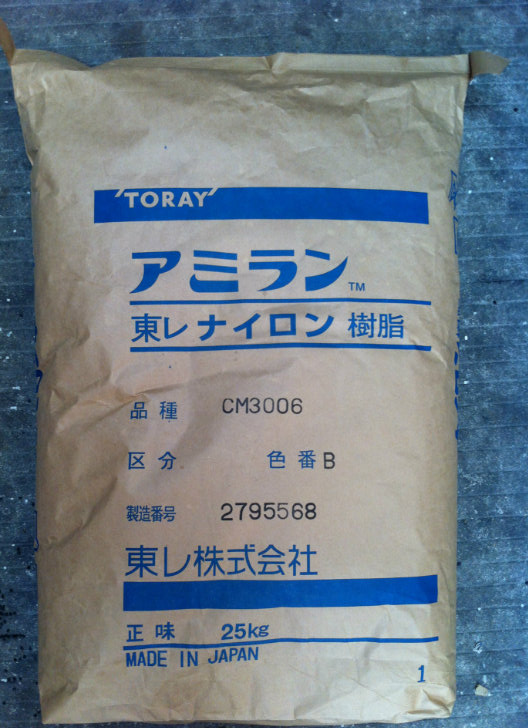 TORAY
アミラン™
東レ ナイロン 樹脂
品種 CM3006
区分 色番 B
製造番号 2795568
東レ株式会社
正味 25kg
MADE IN JAPAN
1